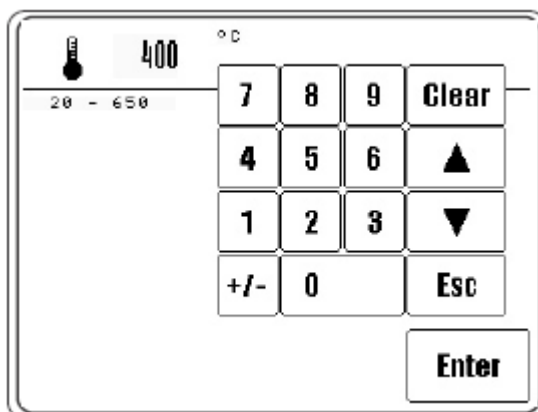 400 °C
20 - 650
7 8 9 Clear
4 5 6 ▲
1 2 3 ▼
+/- 0 Esc
Enter